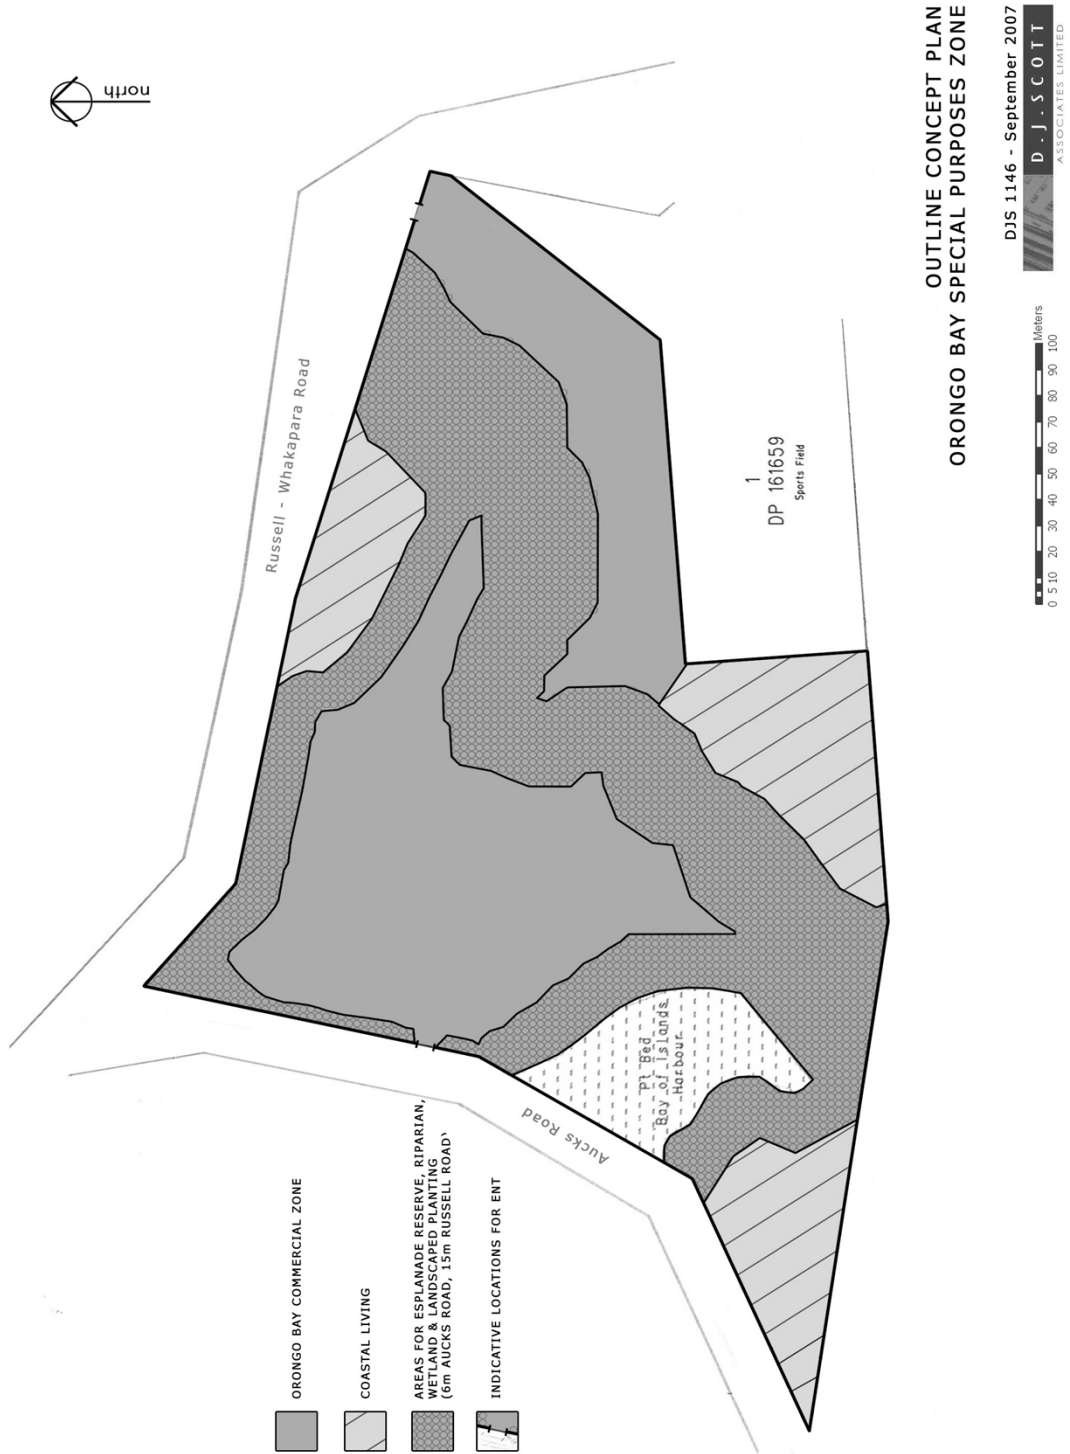 north
Russell - Whakapara Road
1
DP 161659
Sports Field
Pt Bed
Bay of Islands
Harbour
Aucks Road
ORONGO BAY COMMERCIAL ZONE
COASTAL LIVING
AREAS FOR ESPLANADE RESERVE, RIPARIAN,
WETLAND & LANDSCAPED PLANTING
(6m AUCKS ROAD, 15m RUSSELL ROAD)
INDICATIVE LOCATIONS FOR ENT
OUTLINE CONCEPT PLAN
ORONGO BAY SPECIAL PURPOSES ZONE
DJS 1146 - September 2007
D.J.SCOTT
ASSOCIATES LIMITED
Meters
0 5 10 20 30 40 50 60 70 80 90 100